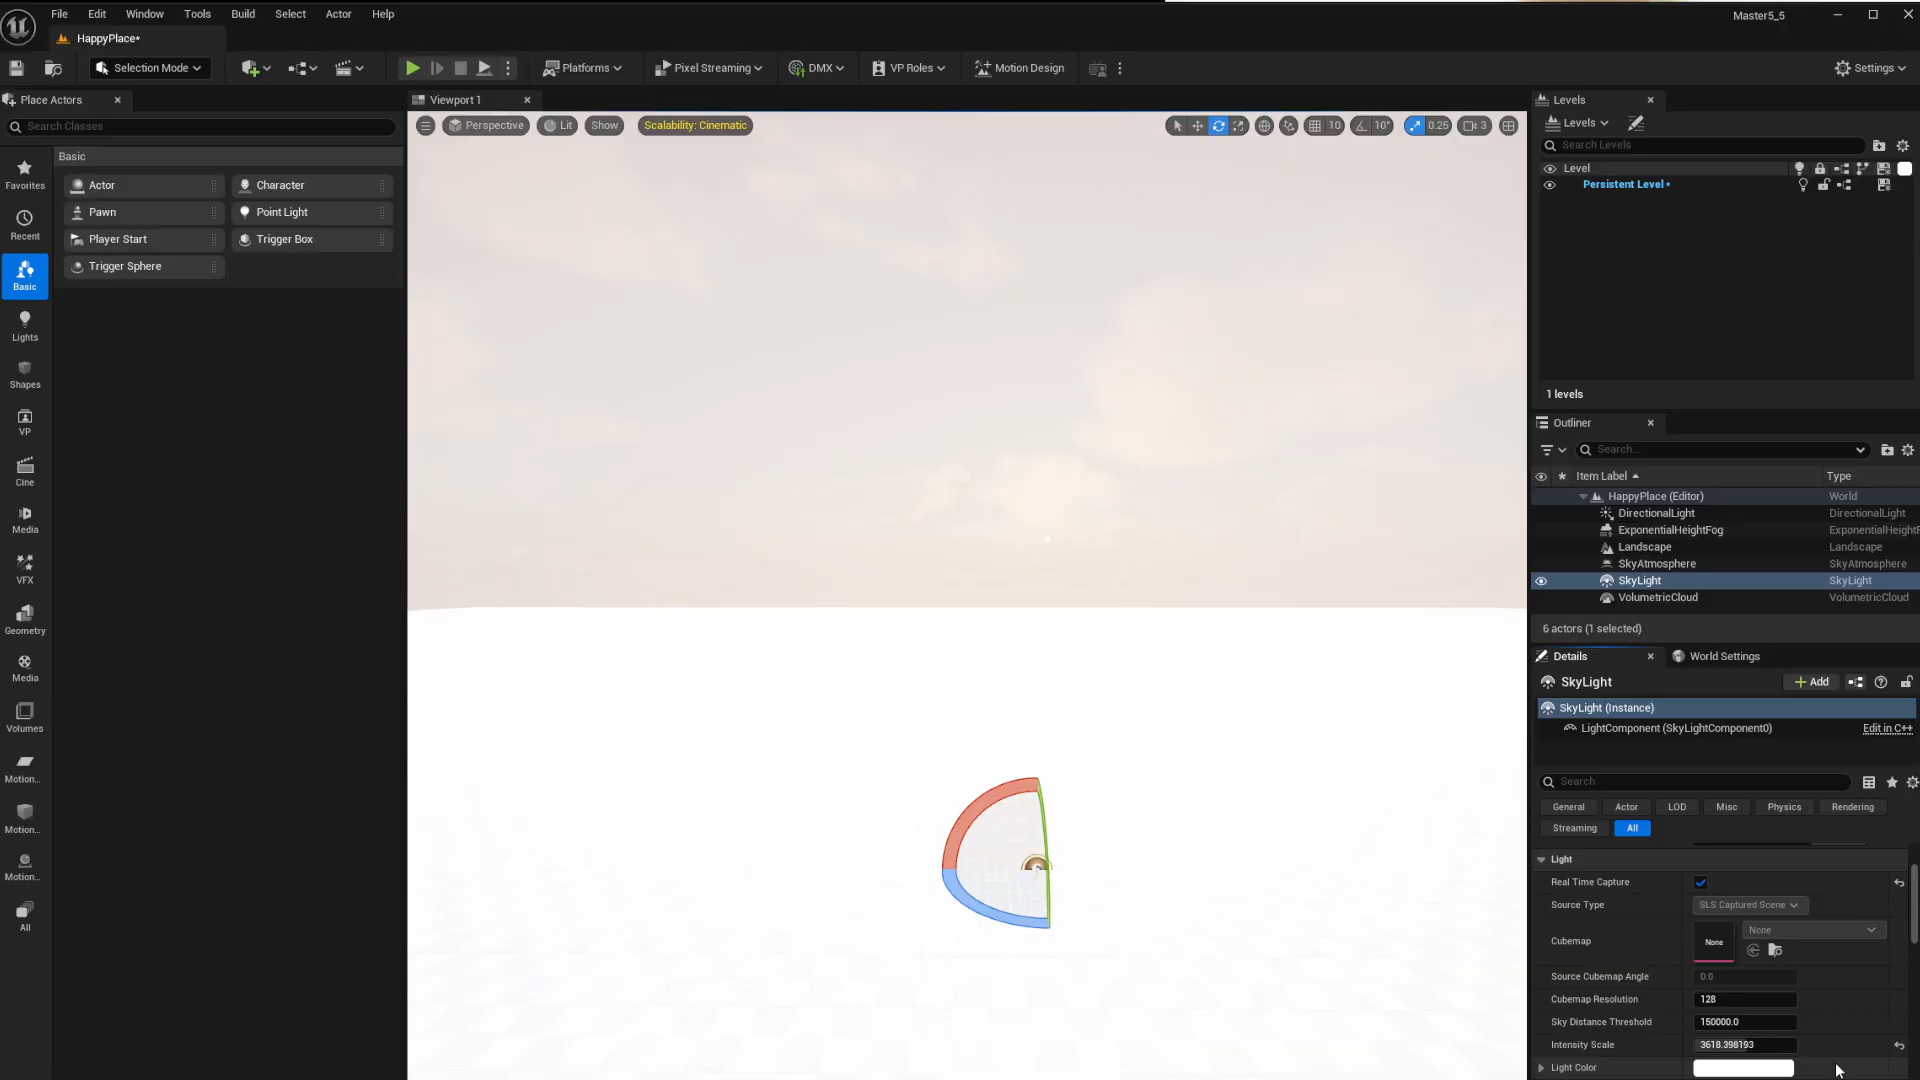 File Edit Window Tools Build Select Actor Help
Master5_5
HappyPlace*
Selection Mode
Platforms
Pixel Streaming
DMX
VP Roles
Motion Design
Settings
Place Actors
Search Classes
Favorites
Recent
Basic
Lights
Shapes
VP
Cine
Media
VFX
Geometry
Media
Volumes
Motion...
Motion...
Motion...
All
Basic
Actor
Character
Pawn
Point Light
Player Start
Trigger Box
Trigger Sphere
Viewport 1
Perspective
Lit
Show
Scalability: Cinematic
10
10°
0.25
3
Levels
Levels
Search Levels
Level
Persistent Level*
1 levels
Outliner
Search...
Item Label
Type
HappyPlace (Editor) World
DirectionalLight DirectionalLight
ExponentialHeightFog ExponentialHeightF
Landscape Landscape
SkyAtmosphere SkyAtmosphere
SkyLight SkyLight
VolumetricCloud VolumetricCloud
6 actors (1 selected)
Details
World Settings
SkyLight
Add
SkyLight (Instance)
LightComponent (SkyLightComponent0) Edit in C++
Search
General Actor LOD Misc Physics Rendering
Streaming All
Light
Real Time Capture
Source Type SLS Captured Scene
Cubemap None None
Source Cubemap Angle 0.0
Cubemap Resolution 128
Sky Distance Threshold 150000.0
Intensity Scale 3618.398193
Light Color